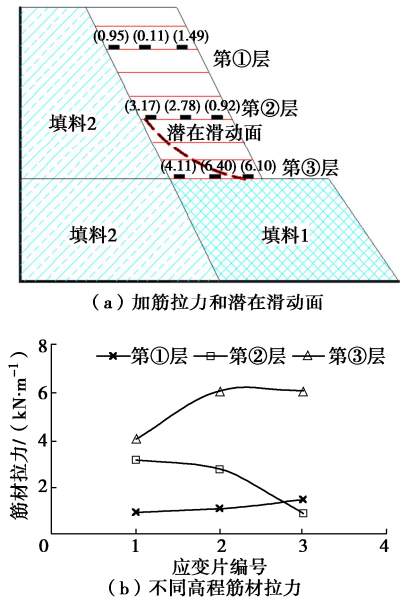 (0.95) (0.11) (1.49)
第①层
(3.17) (2.78) (0.92)
第②层
填料2
潜在滑动面
(4.11) (6.40) (6.10)
第③层
填料2
填料1
(a)加筋拉力和潜在滑动面
8
第①层
第②层
第③层
6
4
2
0
1
2
3
4
筋材拉力/(kN·m⁻¹)
应变片编号
(b)不同高程筋材拉力